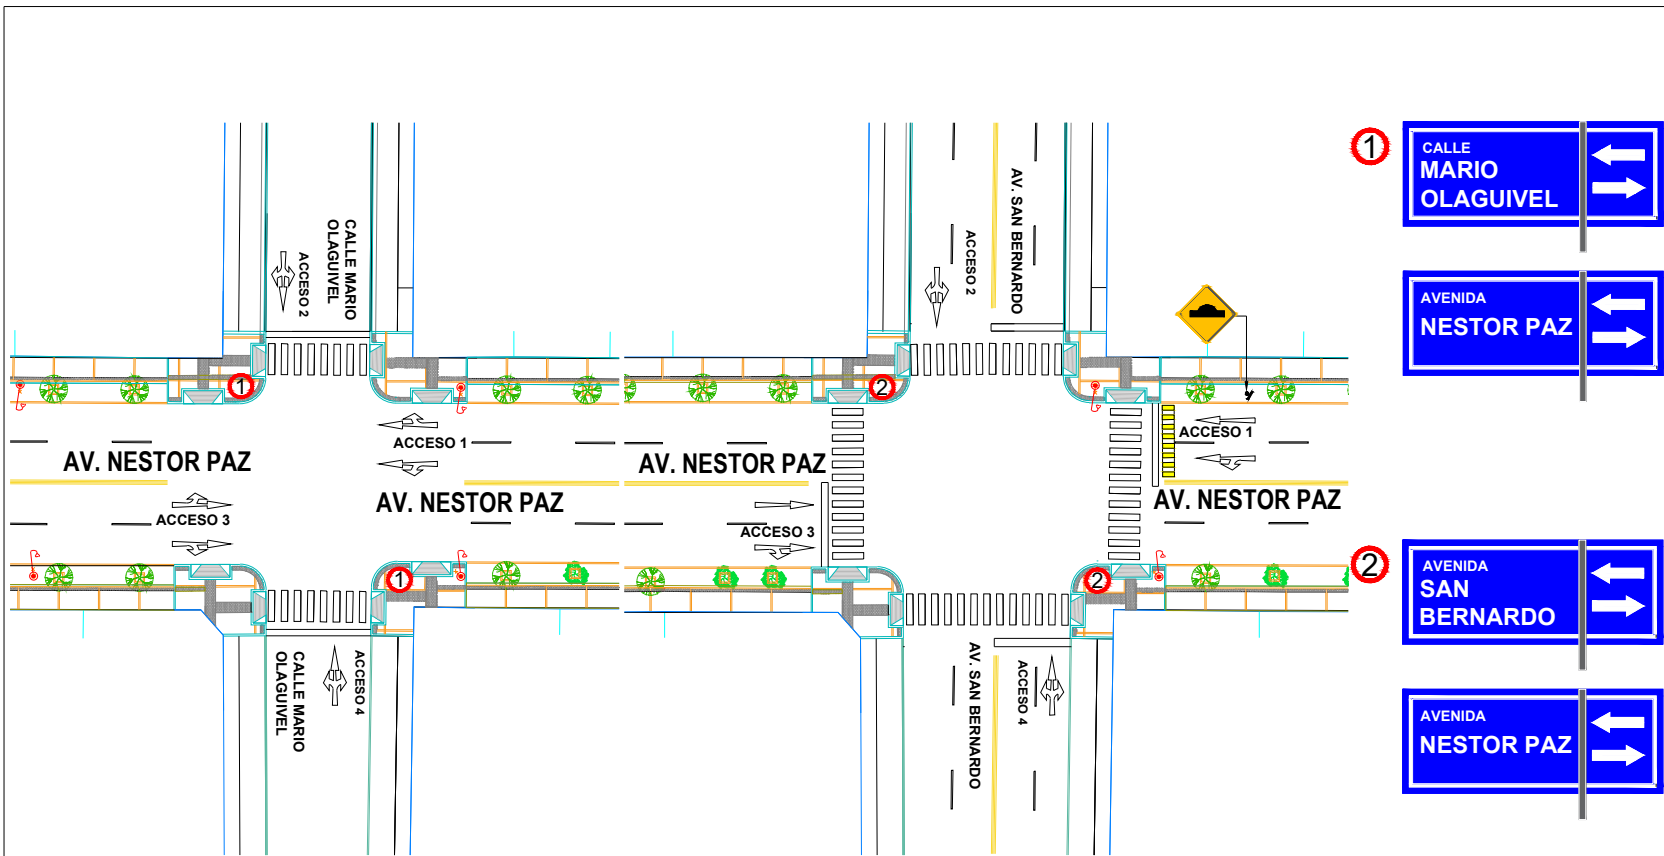 CALLE MARIO
OLAGUIVEL
ACCESO 2
1
ACCESO 1
AV. NESTOR PAZ
AV. NESTOR PAZ
ACCESO 3
1
CALLE MARIO
OLAGUIVEL
ACCESO 4
AV. SAN BERNARDO
ACCESO 2
2
ACCESO 1
AV. NESTOR PAZ
AV. NESTOR PAZ
ACCESO 3
2
AV. SAN BERNARDO
ACCESO 4
1
CALLE
MARIO
OLAGUIVEL
AVENIDA
NESTOR PAZ
2
AVENIDA
SAN
BERNARDO
AVENIDA
NESTOR PAZ